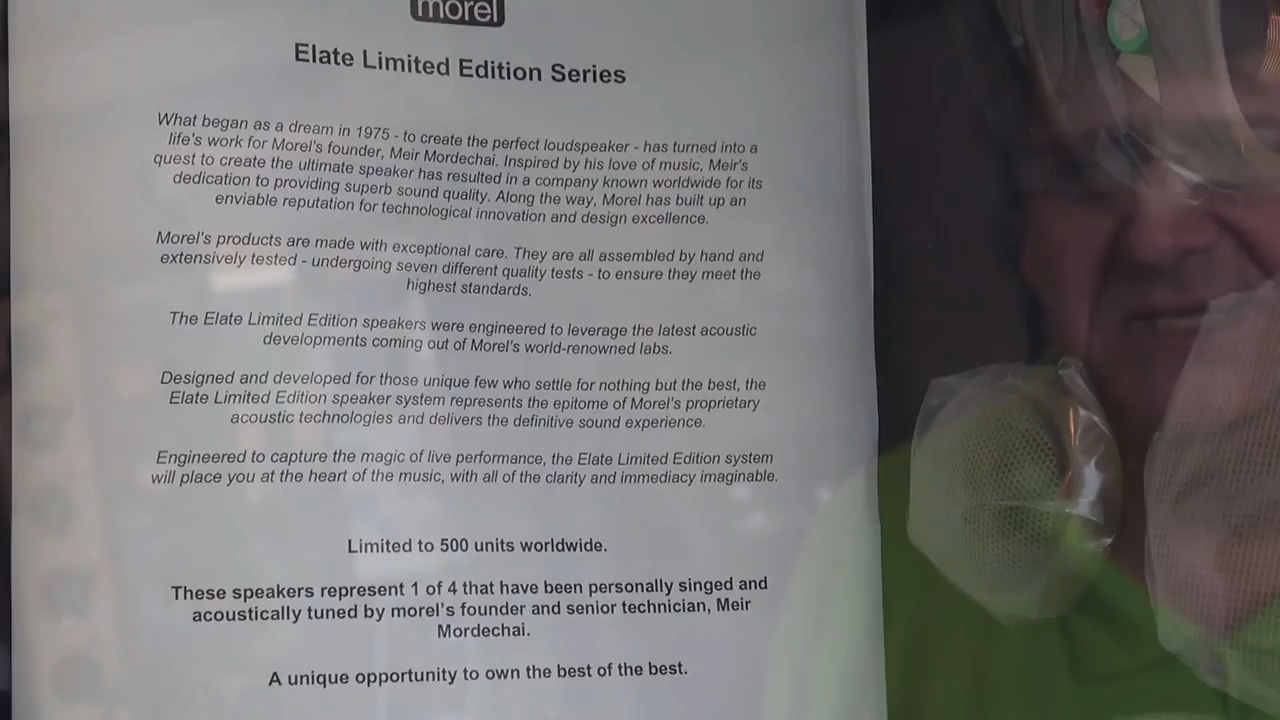 morel
Elate Limited Edition Series
What began as a dream in 1975 - to create the perfect loudspeaker - has turned into a
life's work for Morel's founder, Meir Mordechai. Inspired by his love of music, Meir's
quest to create the ultimate speaker has resulted in a company known worldwide for its
dedication to providing superb sound quality. Along the way, Morel has built up an
enviable reputation for technological innovation and design excellence.
Morel's products are made with exceptional care. They are all assembled by hand and
extensively tested - undergoing seven different quality tests - to ensure they meet the
highest standards.
The Elate Limited Edition speakers were engineered to leverage the latest acoustic
developments coming out of Morel's world-renowned labs.
Designed and developed for those unique few who settle for nothing but the best, the
Elate Limited Edition speaker system represents the epitome of Morel's proprietary
acoustic technologies and delivers the definitive sound experience.
Engineered to capture the magic of live performance, the Elate Limited Edition system
will place you at the heart of the music, with all of the clarity and immediacy imaginable.
Limited to 500 units worldwide.
These speakers represent 1 of 4 that have been personally singed and
acoustically tuned by morel's founder and senior technician, Meir
Mordechai.
A unique opportunity to own the best of the best.